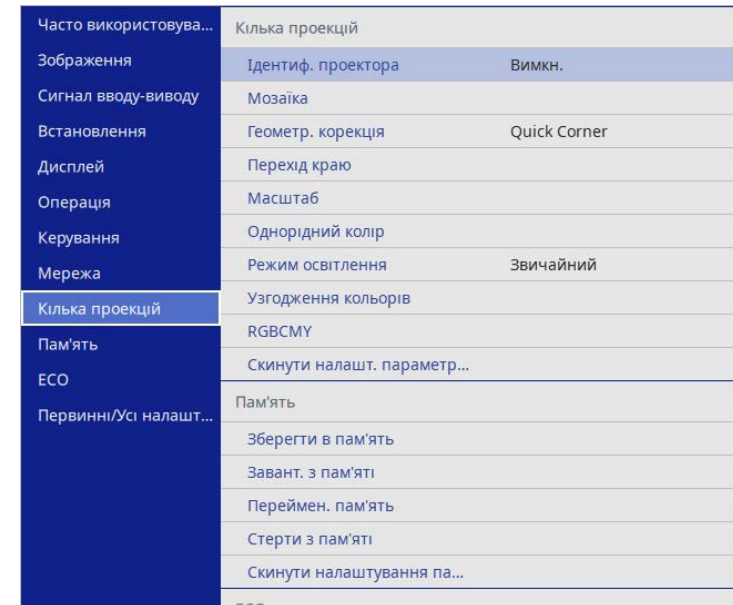 Часто використовува...
Зображення
Сигнал вводу-виводу
Встановлення
Дисплей
Операція
Керування
Мережа
Кілька проекцій
Пам'ять
ECO
Первинні/Усі налашт...
Кілька проекцій
Ідентиф. проектора Вимкн.
Мозаїка
Геометр. корекція Quick Corner
Перехід краю
Масштаб
Однорідний колір
Режим освітлення Звичайний
Узгодження кольорів
RGBCMY
Скинути налашт. параметр...
Пам'ять
Зберегти в пам'ять
Завант. з пам'яті
Переймен. пам'ять
Стерти з пам'яті
Скинути налаштування па...